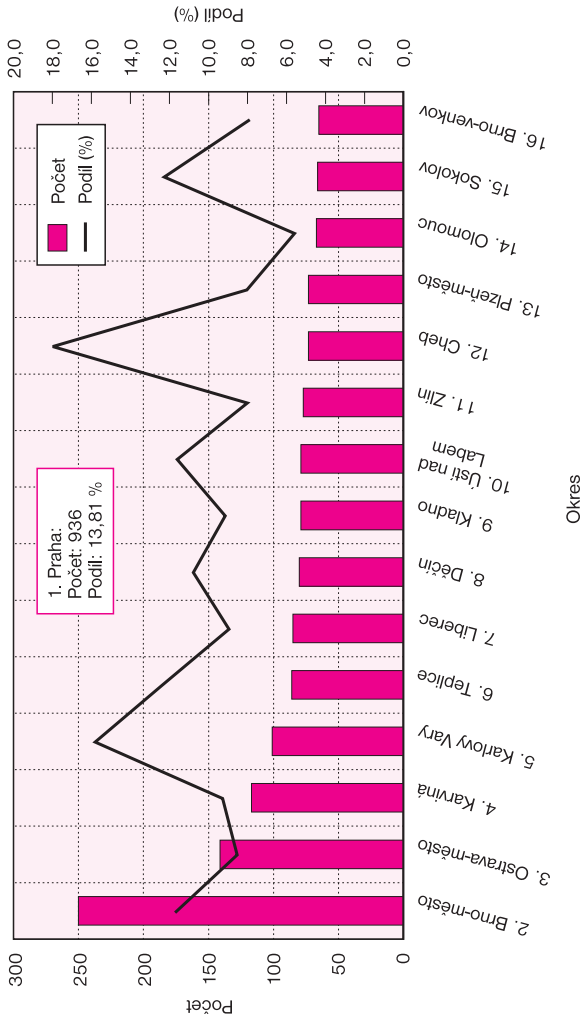 Počet
300
250
200
150
100
50
0
Podíl (%)
20,0
18,0
16,0
14,0
12,0
10,0
8,0
6,0
4,0
2,0
0,0
Počet
Podíl (%)
1. Praha:
Počet: 936
Podíl: 13,81 %
2. Brno-město
3. Ostrava-město
4. Karviná
5. Karlovy Vary
6. Teplice
7. Liberec
8. Děčín
9. Kladno
10. Ústí nad
Labem
11. Zlín
12. Cheb
13. Plzeň-město
14. Olomouc
15. Sokolov
16. Brno-venkov
Okres